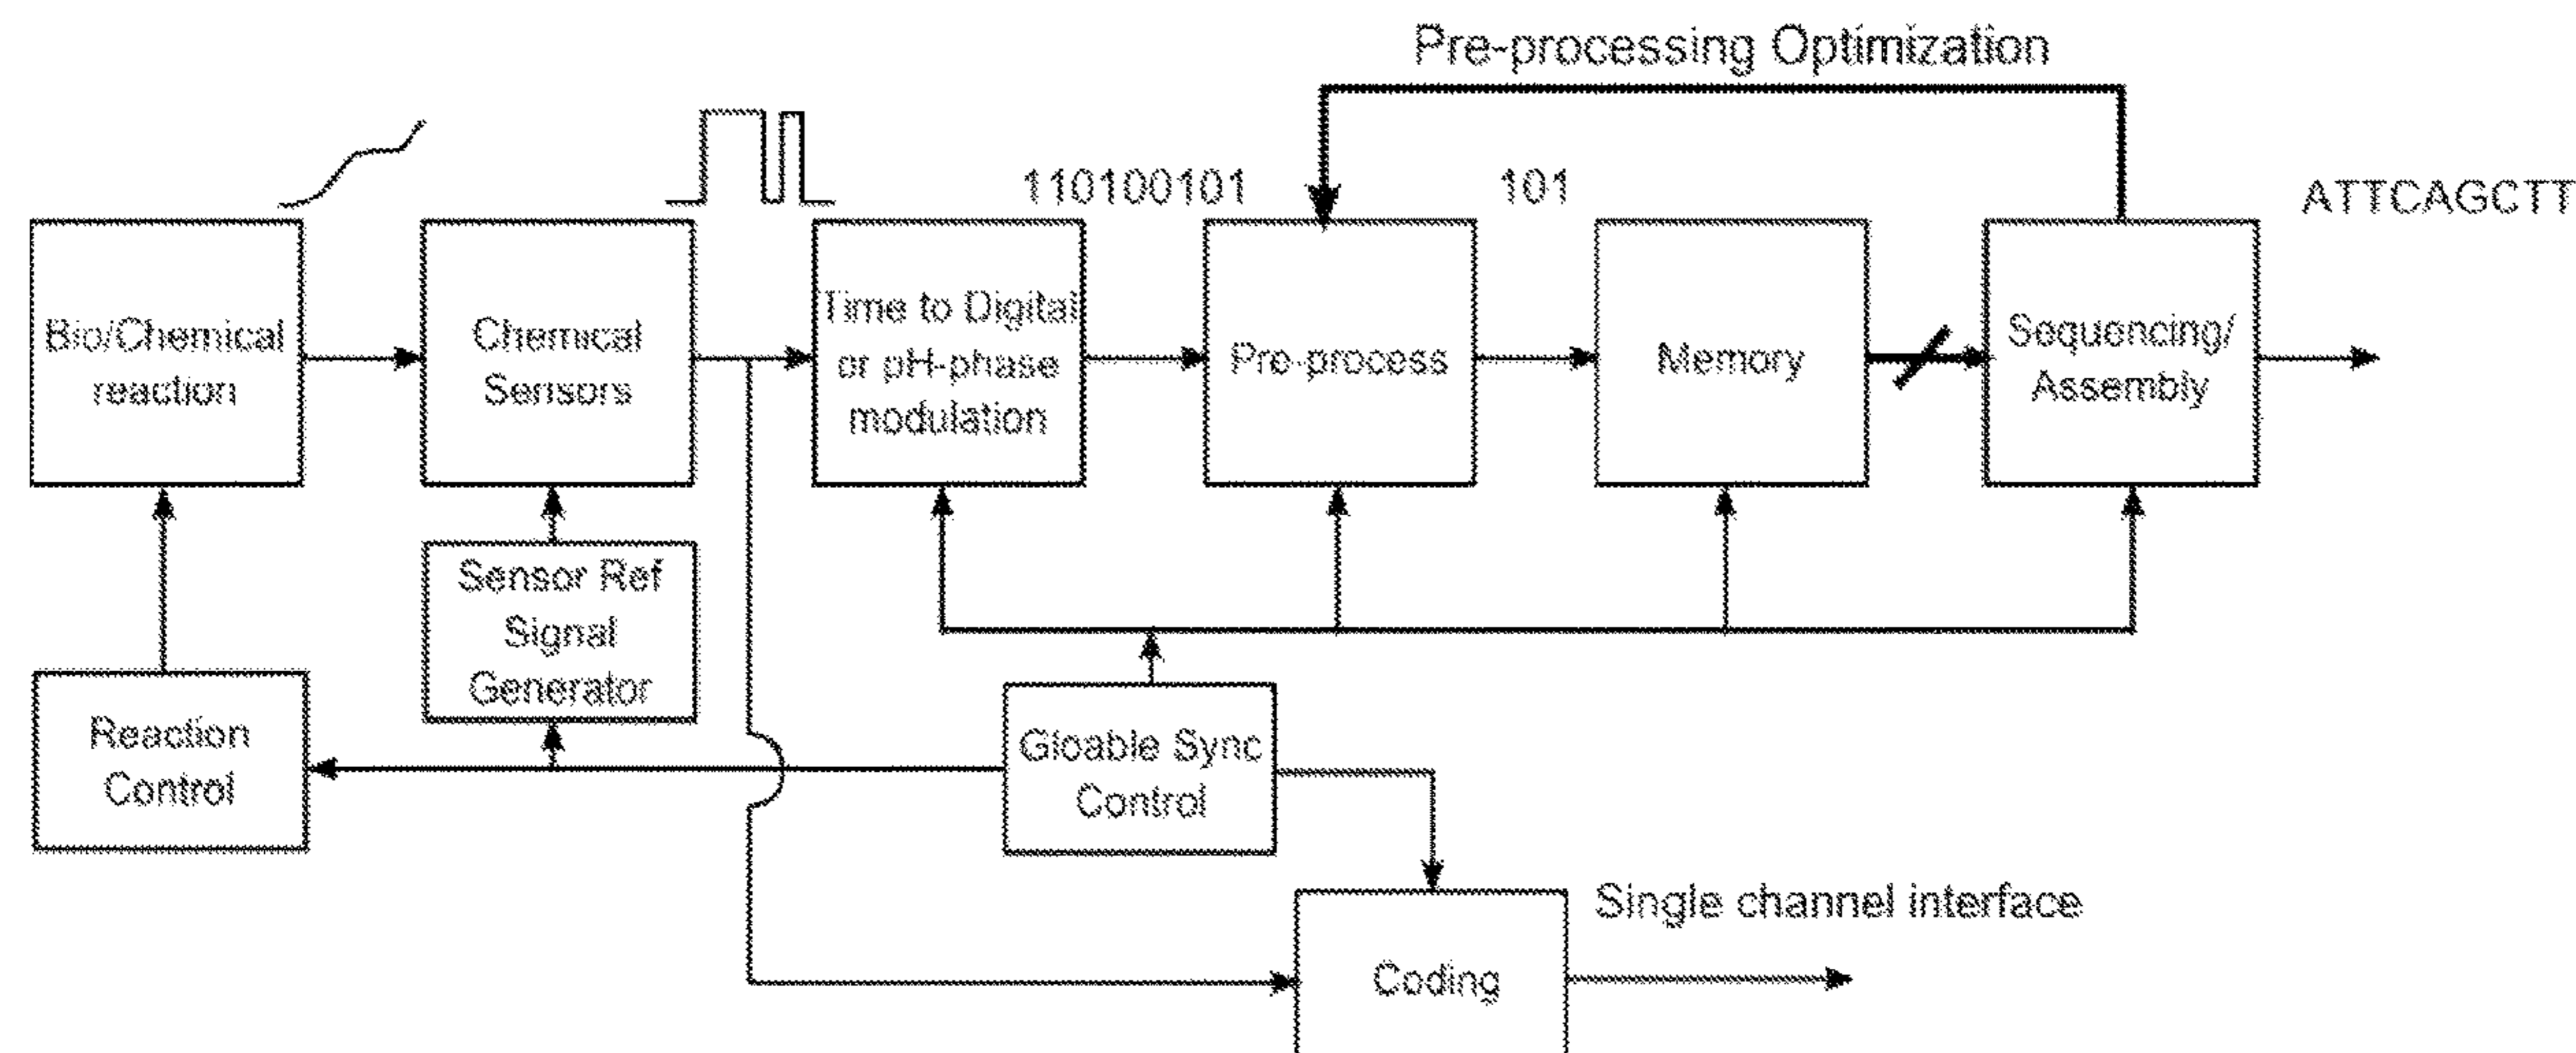 Pre-processing Optimization
110100101
101
ATTCAGCTT
Bio/Chemical
reaction
Chemical
Sensors
Time to Digital
or pH-phase
modulation
Pre-process
Memory
Sequencing/
Assembly
Sensor Ref
Signal
Generator
Reaction
Control
Gloable Sync
Control
Single channel interface
Coding